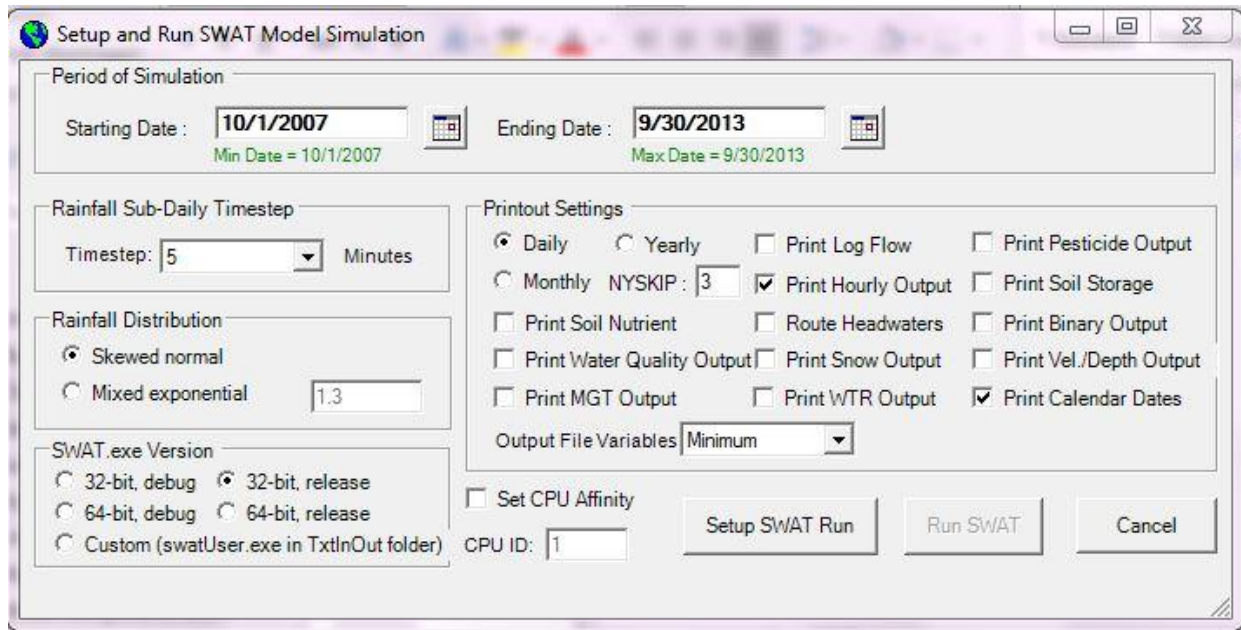 Setup and Run SWAT Model Simulation
Period of Simulation
Starting Date : 10/1/2007
Min Date = 10/1/2007
Ending Date : 9/30/2013
Max Date = 9/30/2013
Rainfall Sub-Daily Timestep
Timestep: 5 Minutes
Rainfall Distribution
Skewed normal
Mixed exponential 1.3
SWAT.exe Version
32-bit, debug 32-bit, release
64-bit, debug 64-bit, release
Custom (swatUser.exe in TxtInOut folder)
Printout Settings
Daily Yearly Print Log Flow Print Pesticide Output
Monthly NYSKIP : 3 Print Hourly Output Print Soil Storage
Print Soil Nutrient Route Headwaters Print Binary Output
Print Water Quality Output Print Snow Output Print Vel./Depth Output
Print MGT Output Print WTR Output Print Calendar Dates
Output File Variables Minimum
Set CPU Affinity
CPU ID: 1
Setup SWAT Run Run SWAT Cancel